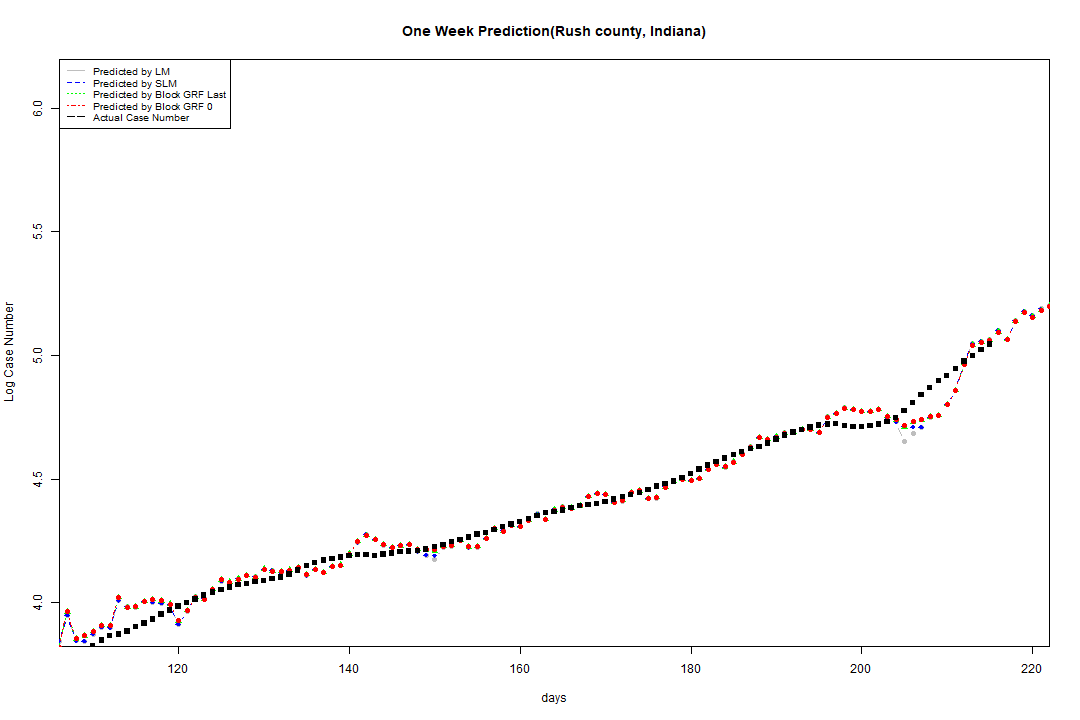 One Week Prediction(Rush county, Indiana)
Predicted by LM
Predicted by SLM
Predicted by Block GRF Last
Predicted by Block GRF 0
Actual Case Number
6.0
5.5
5.0
4.5
4.0
Log Case Number
120 140 160 180 200 220
days